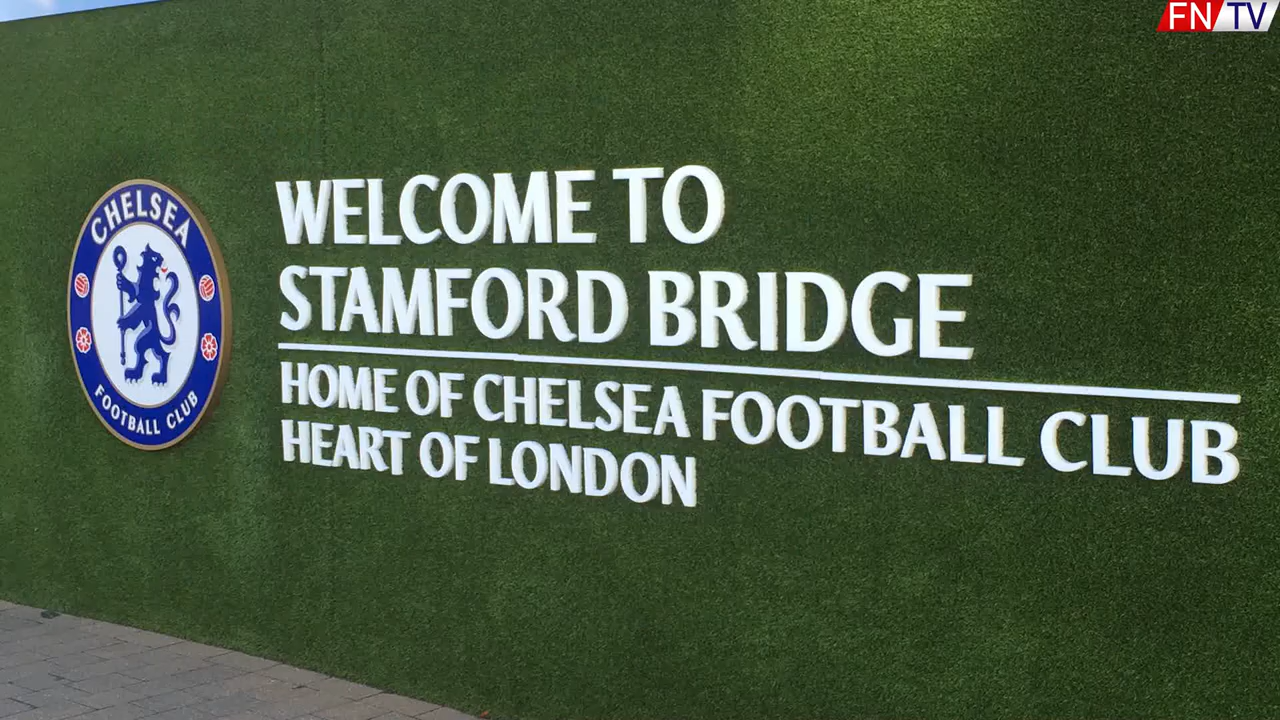 FN TV
WELCOME TO
STAMFORD BRIDGE
HOME OF CHELSEA FOOTBALL CLUB
HEART OF LONDON
CHELSEA
FOOTBALL CLUB